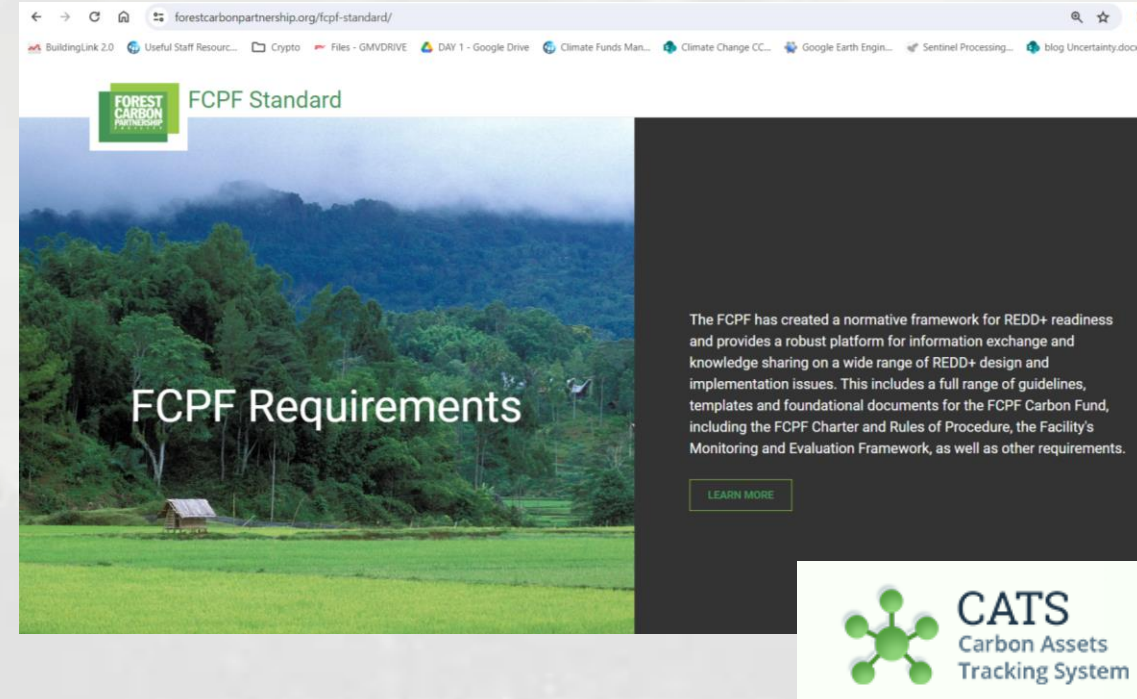 forestcarbonpartnership.org/fcpf-standard/
BuildingLink 2.0 Useful Staff Resourc... Crypto Files - GMVDRIVE DAY 1 - Google Drive Climate Funds Man... Climate Change CC... Google Earth Engin... Sentinel Processing... blog Uncertainty.docx
FOREST
CARBON
PARTNERSHIP
FACILITY
FCPF Standard
FCPF Requirements
The FCPF has created a normative framework for REDD+ readiness
and provides a robust platform for information exchange and
knowledge sharing on a wide range of REDD+ design and
implementation issues. This includes a full range of guidelines,
templates and foundational documents for the FCPF Carbon Fund,
including the FCPF Charter and Rules of Procedure, the Facility's
Monitoring and Evaluation Framework, as well as other requirements.
LEARN MORE
CATS
Carbon Assets
Tracking System